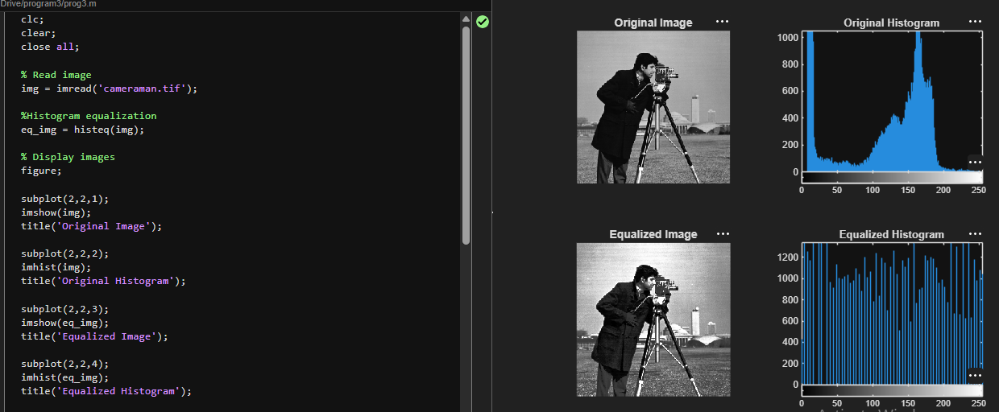 Drive/program3/prog3.m
clc;
clear;
close all;
% Read image
img = imread('cameraman.tif');
%Histogram equalization
eq_img = histeq(img);
% Display images
figure;
subplot(2,2,1);
imshow(img);
title('Original Image');
subplot(2,2,2);
imhist(img);
title('Original Histogram');
subplot(2,2,3);
imshow(eq_img);
title('Equalized Image');
subplot(2,2,4);
imhist(eq_img);
title('Equalized Histogram');
Original Image
Original Histogram
1000
800
600
400
200
0
0 50 100 150 200 250
Equalized Image
Equalized Histogram
1200
1000
800
600
400
200
0
0 50 100 150 200 250